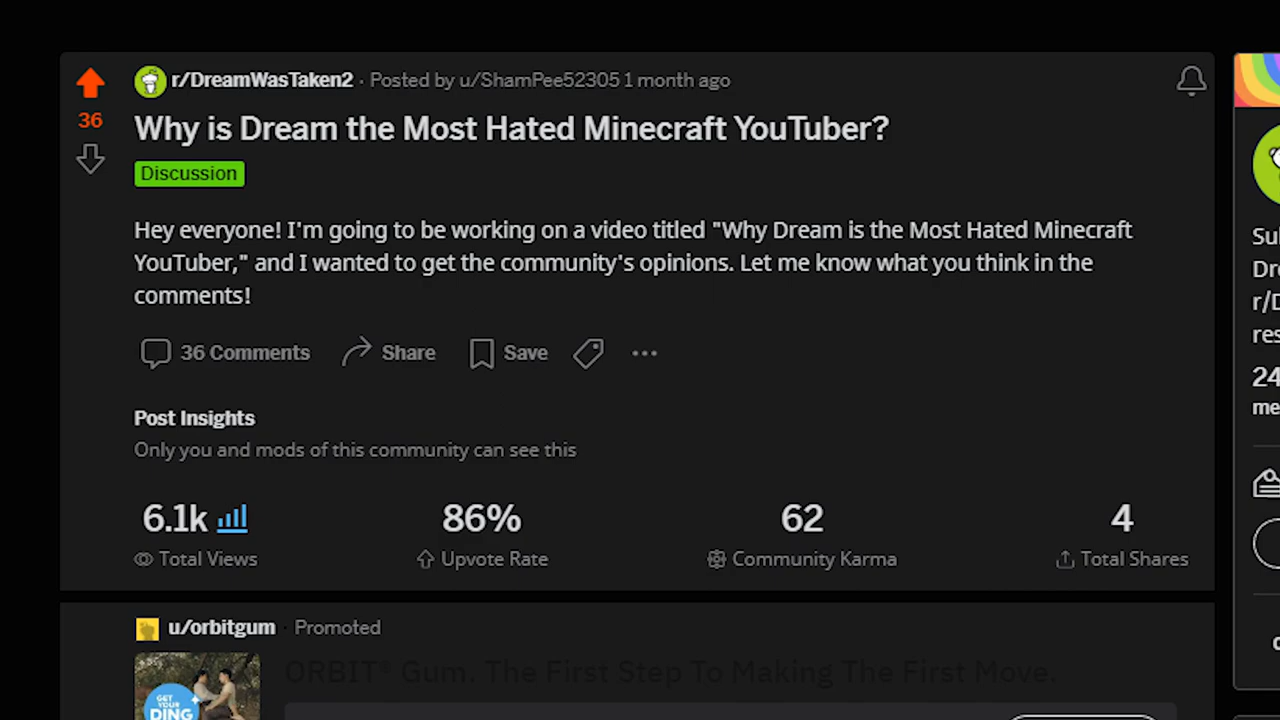 r/DreamWasTaken2 · Posted by u/ShamPee52305 1 month ago
36
Why is Dream the Most Hated Minecraft YouTuber?
Discussion
Hey everyone! I'm going to be working on a video titled "Why Dream is the Most Hated Minecraft
YouTuber," and I wanted to get the community's opinions. Let me know what you think in the
comments!
36 Comments Share Save
Post Insights
Only you and mods of this community can see this
6.1k 86% 62 4
Total Views Upvote Rate Community Karma Total Shares
u/orbitgum · Promoted
ORBIT® Gum. The First Step To Making The First Move.
GET
YOUR
DING
24